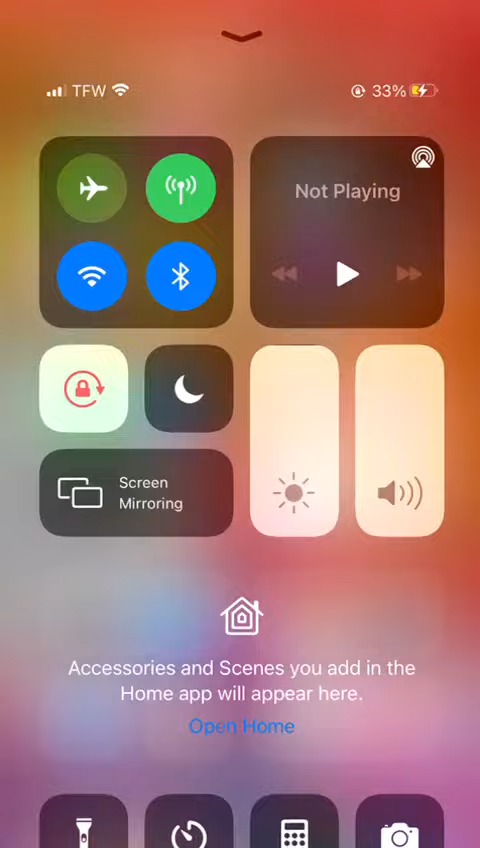 TFW
33%
Not Playing
Screen
Mirroring
Accessories and Scenes you add in the
Home app will appear here.
Open Home